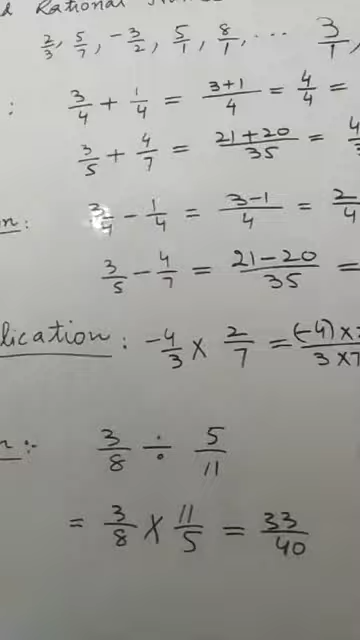 Rational
2/3, 5/7, -3/2, 5/1, 8/1, ... 3/1,
: 3/4 + 1/4 = 3+1/4 = 4/4 =
3/5 + 4/7 = 21+20/35 = 4
n: 3/4 - 1/4 = 3-1/4 = 2/4
3/5 - 4/7 = 21-20/35 =
lication: -4/3 × 2/7 = (-4)×/3×7
n:- 3/8 ÷ 5/11
= 3/8 × 11/5 = 33/40